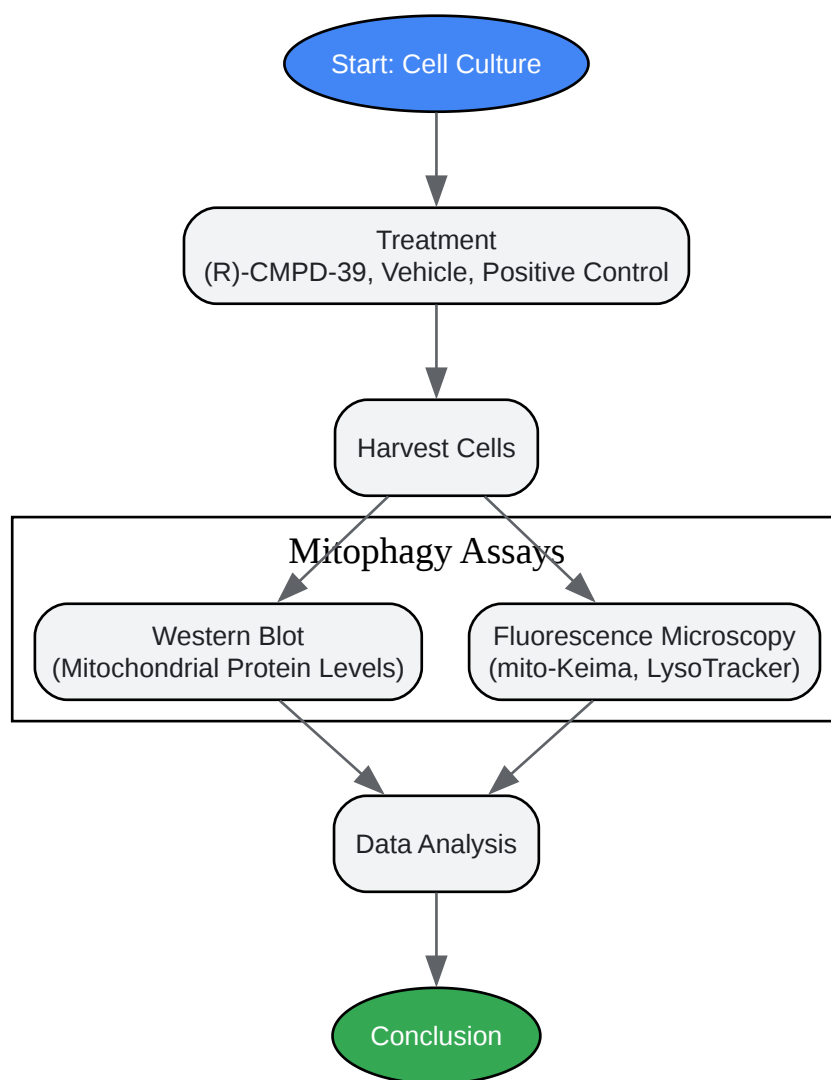 Start: Cell Culture
Treatment
(R)-CMPD-39, Vehicle, Positive Control
Harvest Cells
Mitophagy Assays
Western Blot
(Mitochondrial Protein Levels)
Fluorescence Microscopy
(mito-Keima, LysoTracker)
Data Analysis
Conclusion